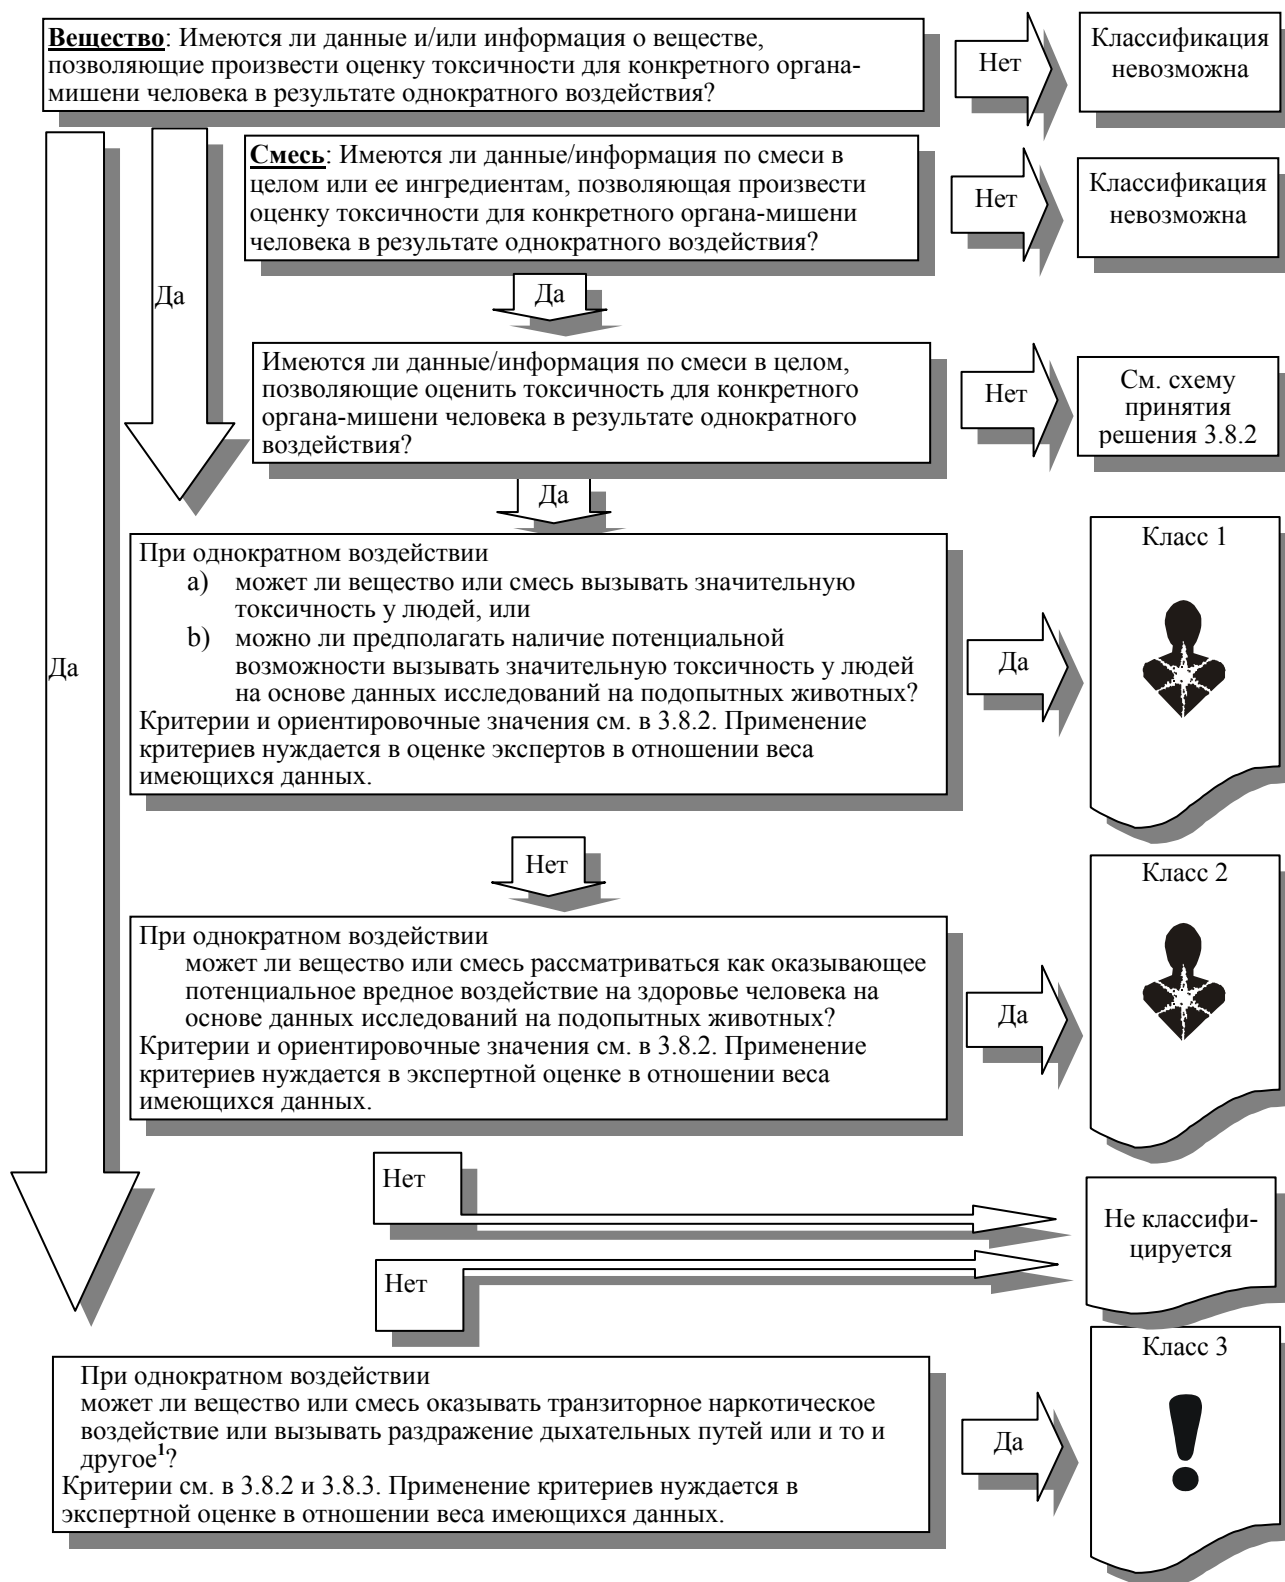 Вещество: Имеются ли данные и/или информация о веществе,
позволяющие произвести оценку токсичности для конкретного органа-
мишени человека в результате однократного воздействия?
Нет
Классификация
невозможна
Смесь: Имеются ли данные/информация по смеси в
целом или ее ингредиентам, позволяющая произвести
оценку токсичности для конкретного органа-мишени
человека в результате однократного воздействия?
Нет
Классификация
невозможна
Да
Да
Имеются ли данные/информация по смеси в целом,
позволяющие оценить токсичность для конкретного
органа-мишени человека в результате однократного
воздействия?
Нет
См. схему
принятия
решения 3.8.2
Да
При однократном воздействии
a) может ли вещество или смесь вызывать значительную
токсичность у людей, или
b) можно ли предполагать наличие потенциальной
возможности вызывать значительную токсичность у людей
на основе данных исследований на подопытных животных?
Критерии и ориентировочные значения см. в 3.8.2. Применение
критериев нуждается в оценке экспертов в отношении веса
имеющихся данных.
Да
Класс 1
Да
Нет
При однократном воздействии
может ли вещество или смесь рассматриваться как оказывающее
потенциальное вредное воздействие на здоровье человека на
основе данных исследований на подопытных животных?
Критерии и ориентировочные значения см. в 3.8.2. Применение
критериев нуждается в экспертной оценке в отношении веса
имеющихся данных.
Да
Класс 2
Нет
Не классифи-
цируется
Нет
При однократном воздействии
может ли вещество или смесь оказывать транзиторное наркотическое
воздействие или вызывать раздражение дыхательных путей или и то и
другое¹?
Критерии см. в 3.8.2 и 3.8.3. Применение критериев нуждается в
экспертной оценке в отношении веса имеющихся данных.
Да
Класс 3
!